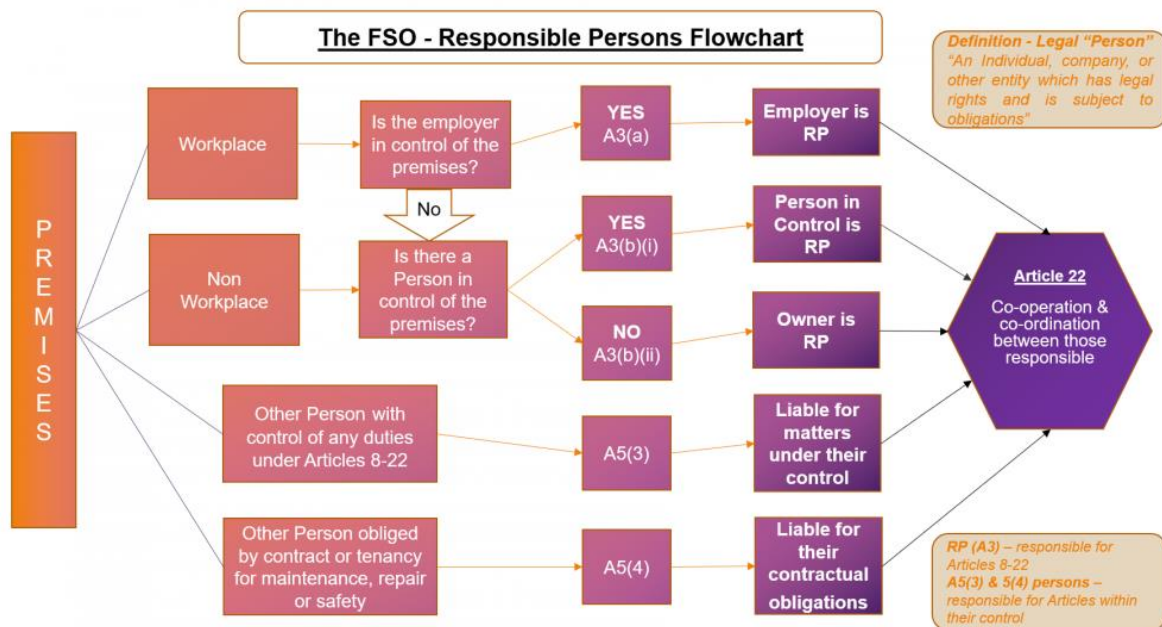 The FSO - Responsible Persons Flowchart
Definition - Legal “Person”
“An Individual, company, or
other entity which has legal
rights and is subject to
obligations”
PREMISES
Workplace
Is the employer
in control of the
premises?
YES
A3(a)
Employer is
RP
No
Non
Workplace
Is there a
Person in
control of the
premises?
YES
A3(b)(i)
Person in
Control is
RP
NO
A3(b)(ii)
Owner is
RP
Article 22
Co-operation &
co-ordination
between those
responsible
Other Person with
control of any duties
under Articles 8-22
A5(3)
Liable for
matters
under their
control
Other Person obliged
by contract or tenancy
for maintenance, repair
or safety
A5(4)
Liable for
their
contractual
obligations
RP (A3) – responsible for
Articles 8-22
A5(3) & 5(4) persons –
responsible for Articles within
their control